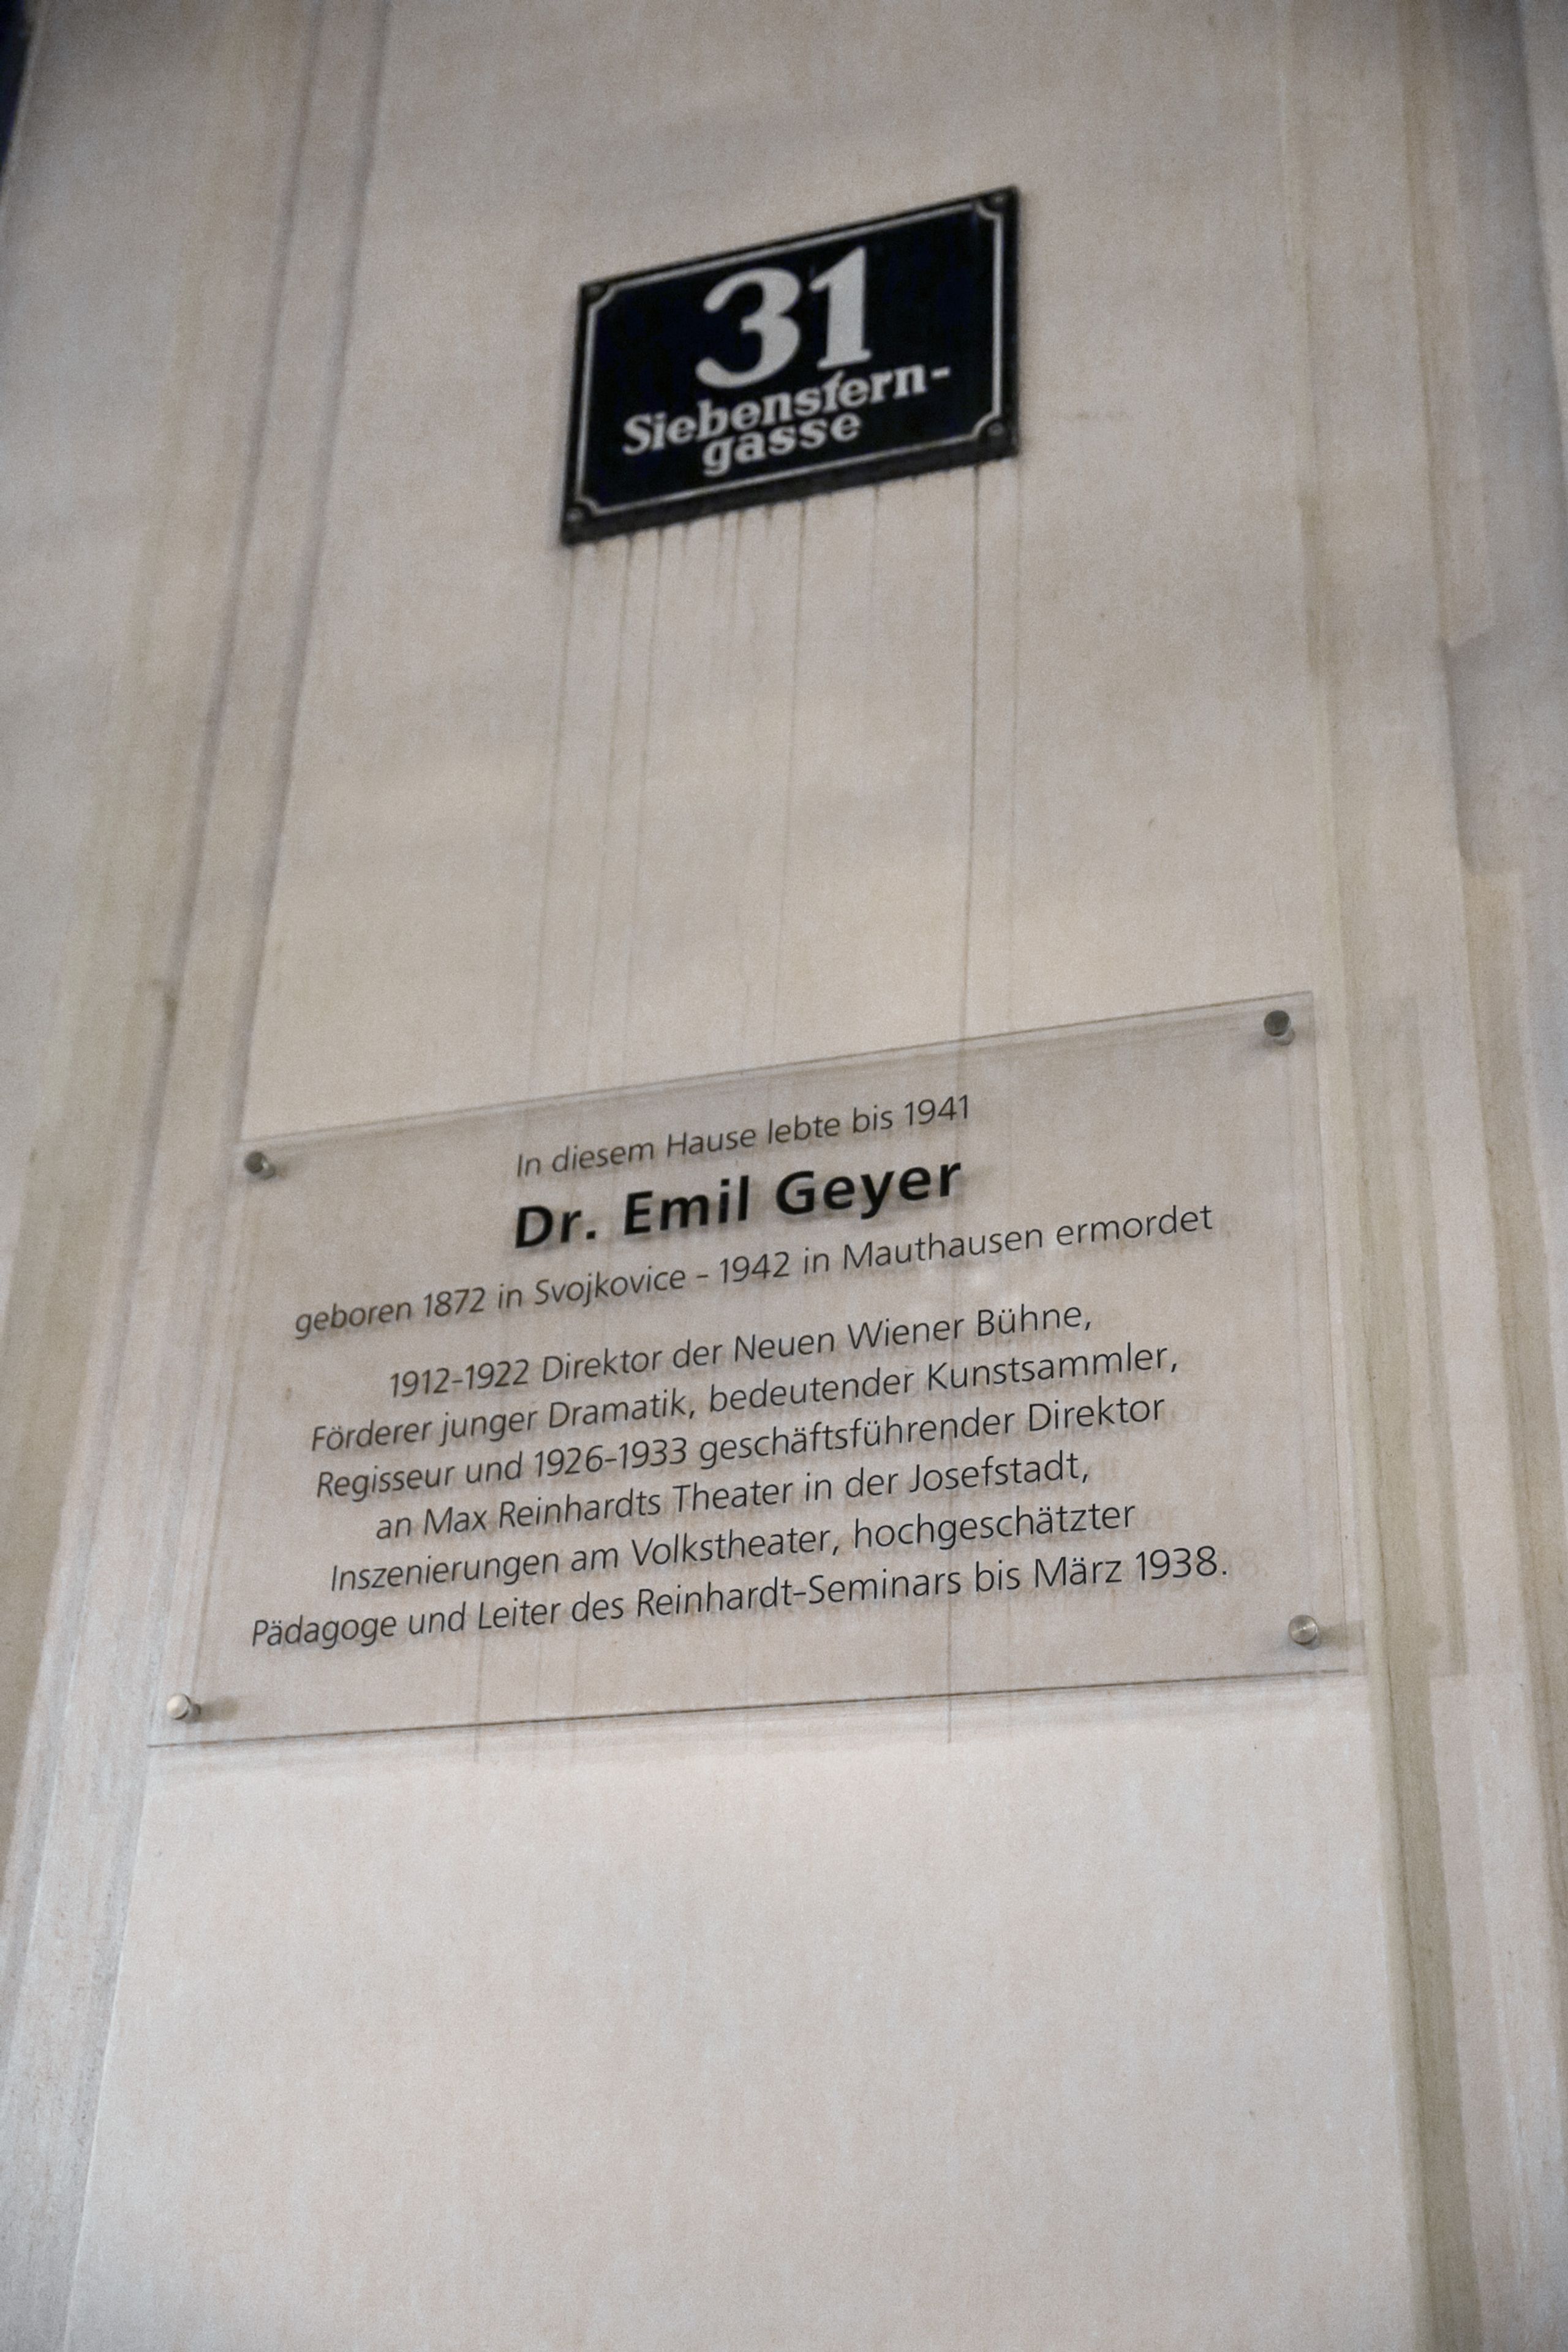 31
Siebenstern-
gasse
In diesem Hause lebte bis 1941
Dr. Emil Geyer
geboren 1872 in Svojkovice - 1942 in Mauthausen ermordet
1912-1922 Direktor der Neuen Wiener Bühne,
Förderer junger Dramatik, bedeutender Kunstsammler,
Regisseur und 1926-1933 geschäftsführender Direktor
an Max Reinhardts Theater in der Josefstadt,
Inszenierungen am Volkstheater, hochgeschätzter
Pädagoge und Leiter des Reinhardt-Seminars bis März 1938.